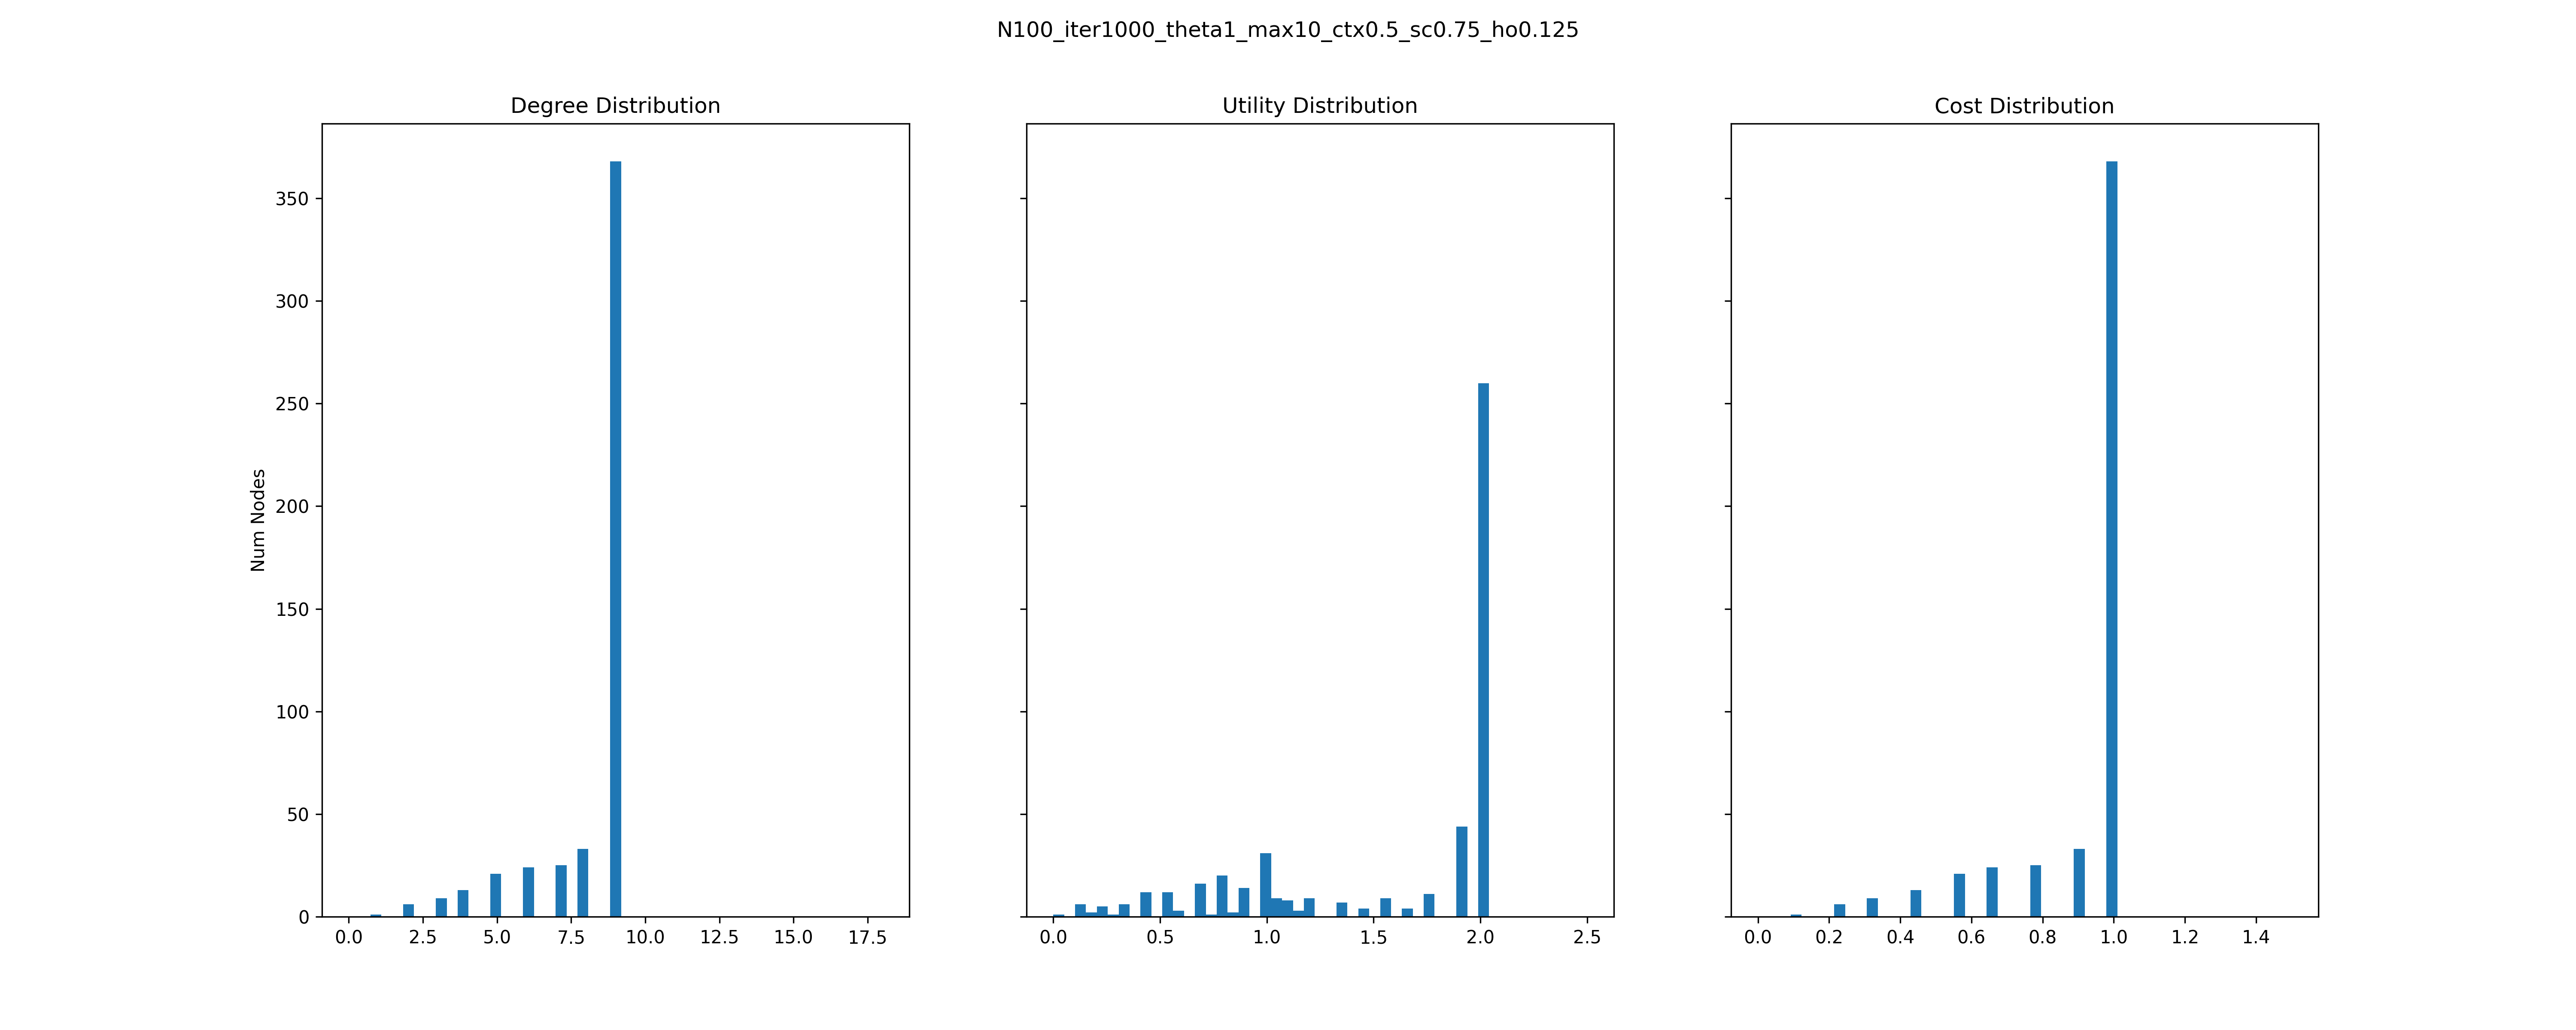 N100_iter1000_theta1_max10_ctx0.5_sc0.75_ho0.125
Degree Distribution
Utility Distribution
Cost Distribution
Num Nodes
350
300
250
200
150
100
50
0
0.0 2.5 5.0 7.5 10.0 12.5 15.0 17.5
0.0 0.5 1.0 1.5 2.0 2.5
0.0 0.2 0.4 0.6 0.8 1.0 1.2 1.4